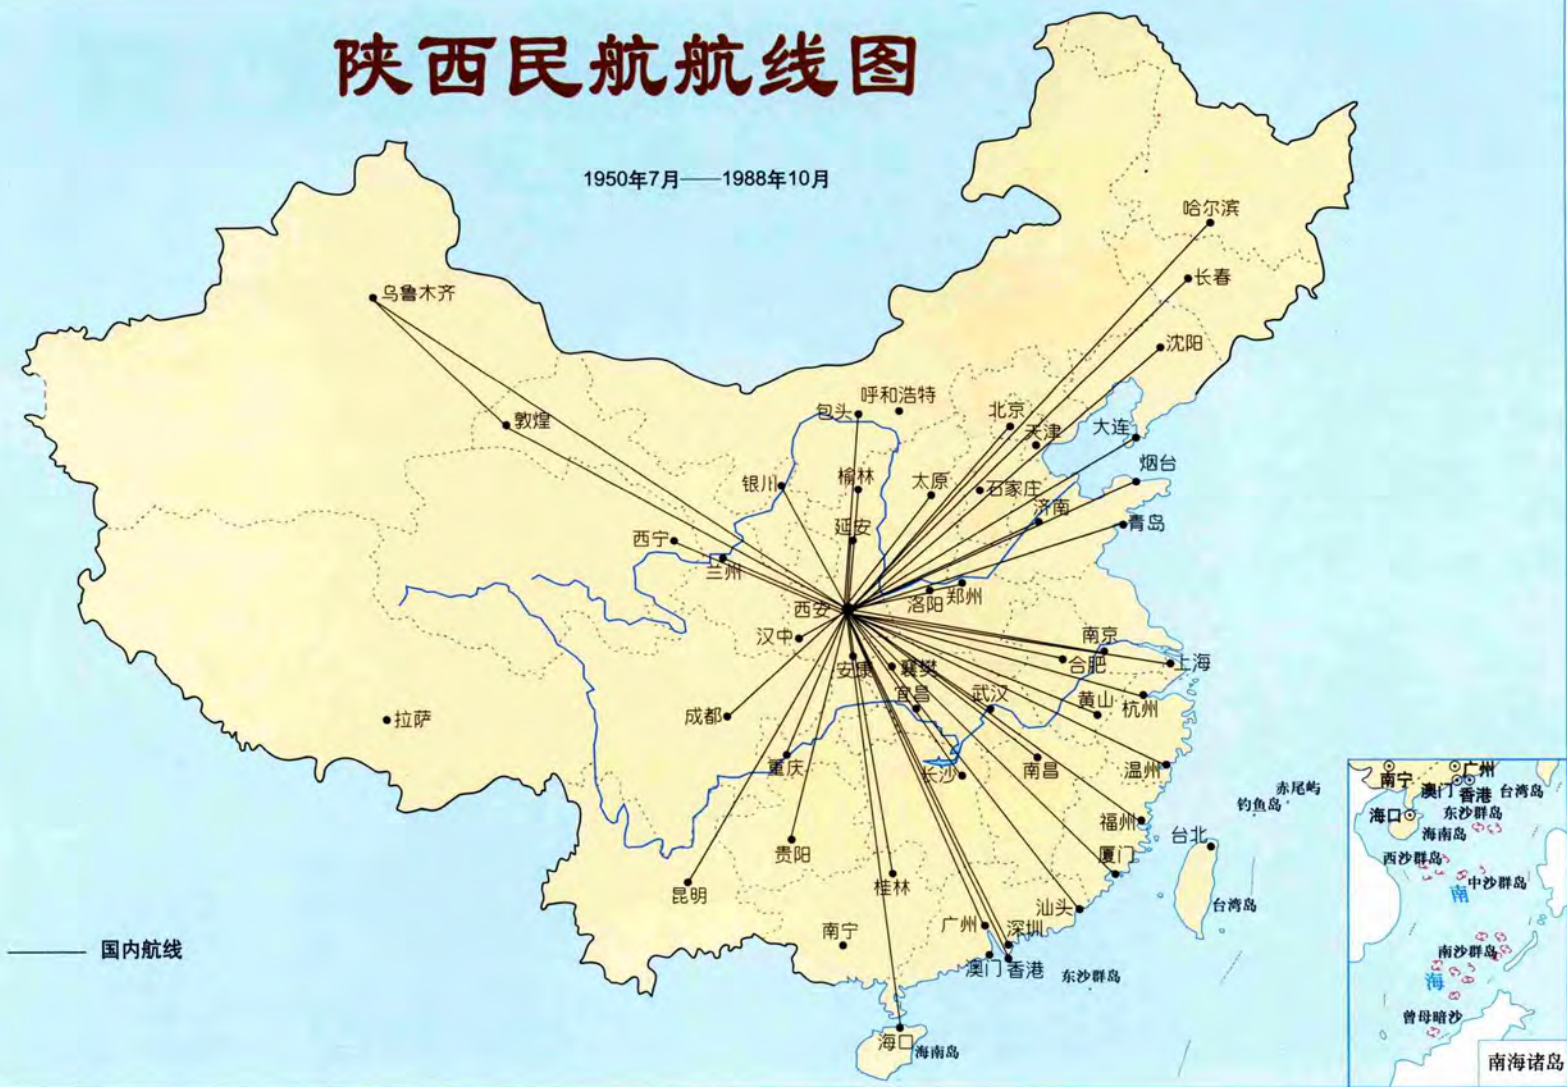 陕西民航航线图
1950年7月——1988年10月
哈尔滨
长春
乌鲁木齐
沈阳
呼和浩特
包头
北京
敦煌
天津
大连
烟台
银川
榆林
太原
石家庄
济南
青岛
延安
西宁
兰州
西安
洛阳
郑州
汉中
南京
安康
襄樊
合肥
上海
宜昌
武汉
黄山
杭州
拉萨
成都
重庆
长沙
南昌
温州
赤尾屿
钓鱼岛
福州
台北
贵阳
厦门
昆明
桂林
汕头
台湾岛
南宁
广州
深圳
澳门
香港
东沙群岛
国内航线
海口
海南岛
南宁
广州
澳门
香港
台湾岛
海口
东沙群岛
海南岛
西沙群岛
中沙群岛
南
南沙群岛
海
曾母暗沙
南海诸岛